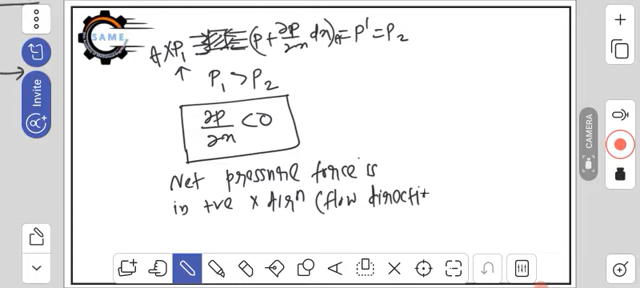 SAME
A × P₁ (P + ∂P/∂x dx)A = P' = P₂
P₁ > P₂
∂P/∂x < 0
Net pressure force is
in +ve x dirⁿ (flow directi
Invite
CAMERA